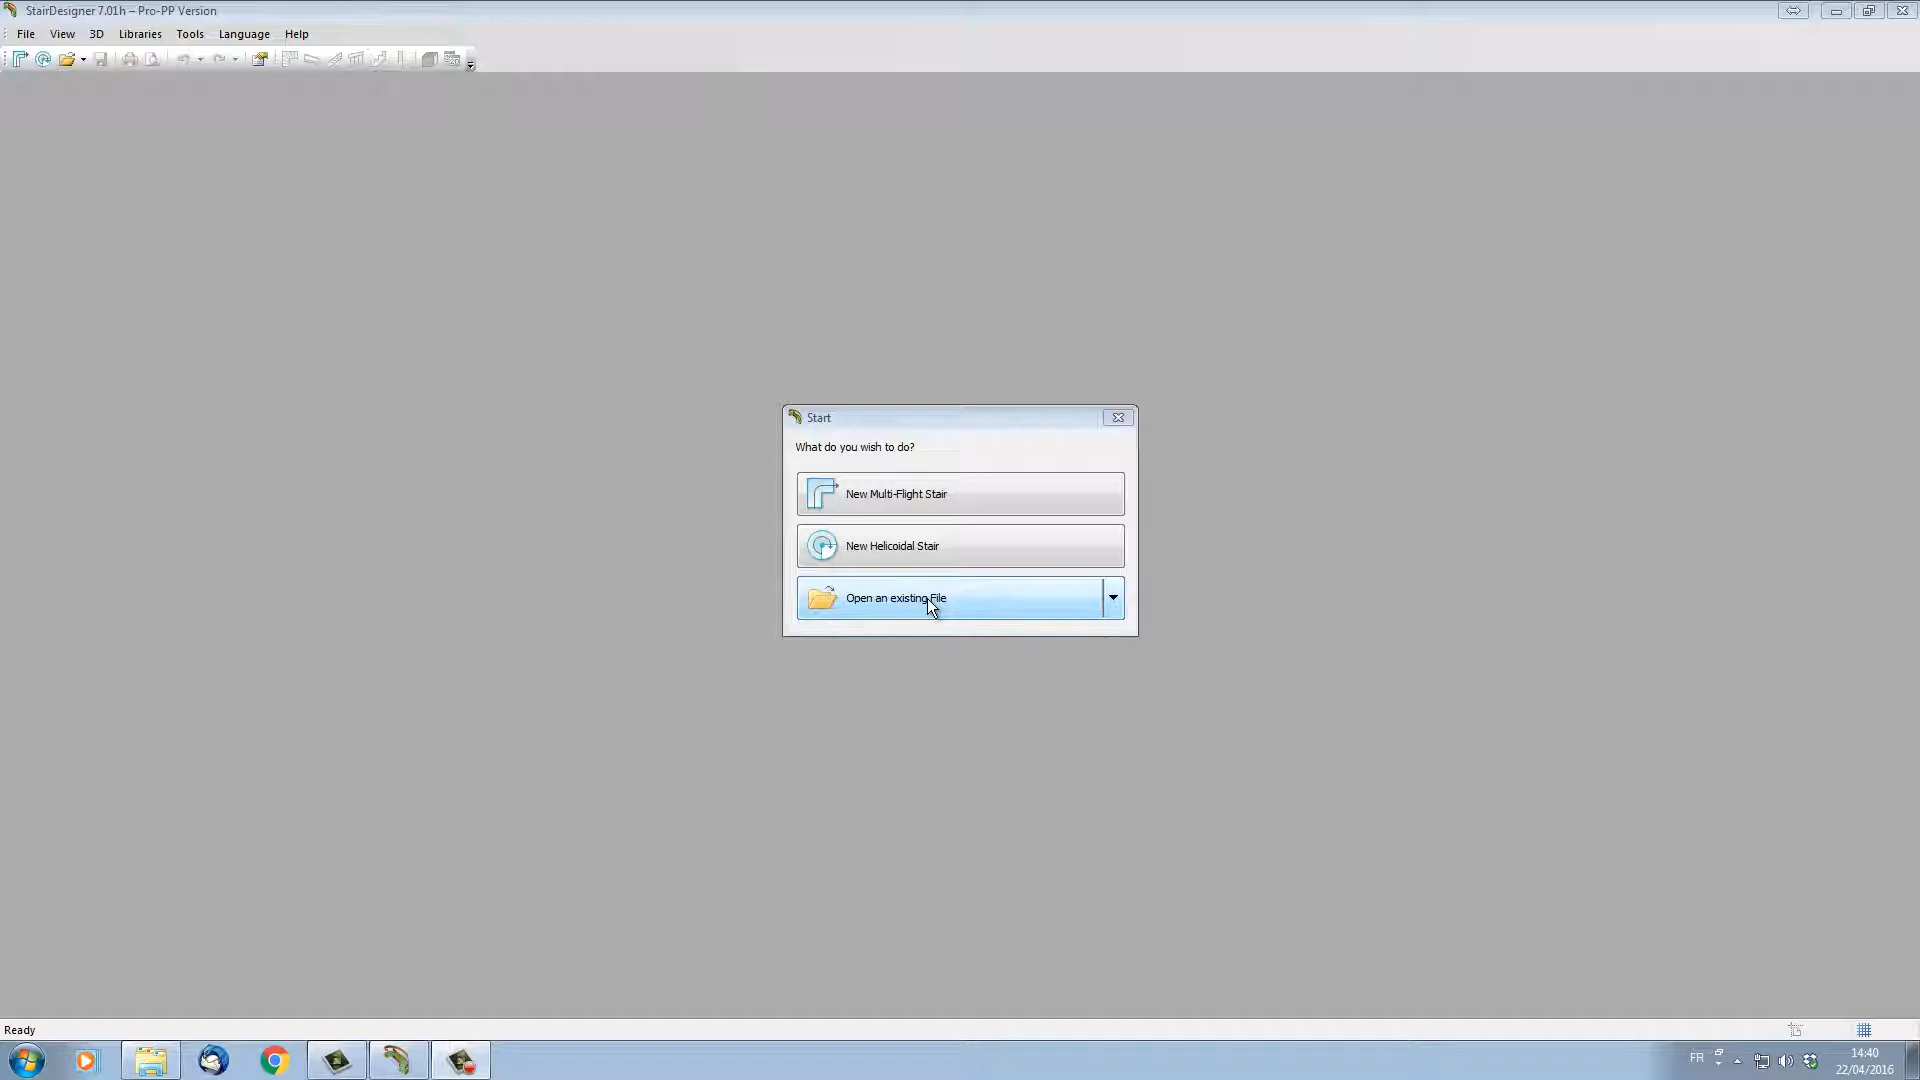 StairDesigner 7.01h – Pro-PP Version
File View 3D Libraries Tools Language Help
Start
What do you wish to do?
New Multi-Flight Stair
New Helicoidal Stair
Open an existing File
Ready
FR
14:40
22/04/2016